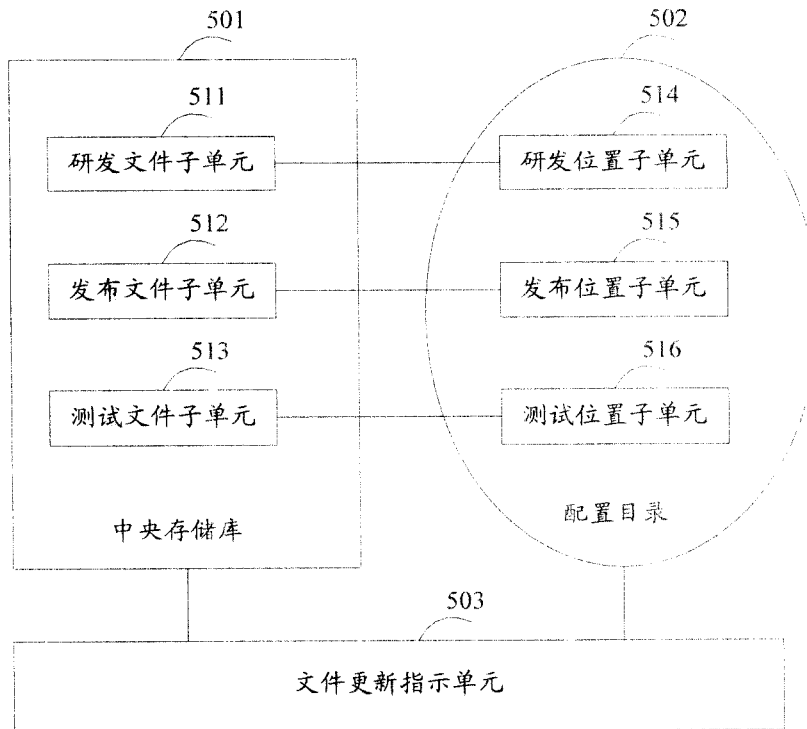 501
502
511
514
研发文件子单元
研发位置子单元
512
515
发布文件子单元
发布位置子单元
513
516
测试文件子单元
测试位置子单元
中央存储库
配置目录
503
文件更新指示单元